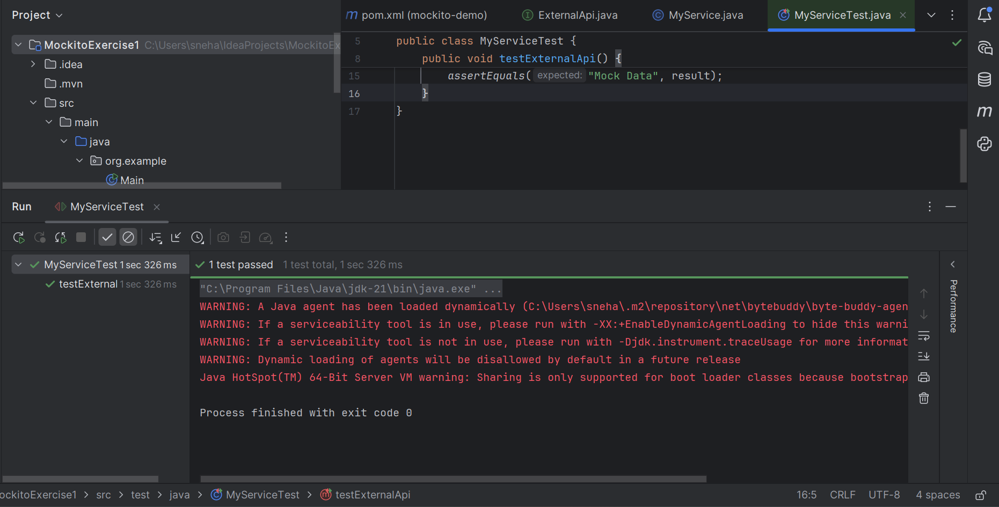 Project
pom.xml (mockito-demo)
ExternalApi.java
MyService.java
MyServiceTest.java
MockitoExercise1 C:\Users\sneha\IdeaProjects\MockitoEx
.idea
.mvn
src
main
java
org.example
Main
5 public class MyServiceTest {
8 public void testExternalApi() {
15 assertEquals( expected: "Mock Data", result);
16 }
17 }
Run
MyServiceTest
MyServiceTest 1 sec 326 ms
testExternal 1 sec 326 ms
1 test passed 1 test total, 1 sec 326 ms
"C:\Program Files\Java\jdk-21\bin\java.exe" ...
WARNING: A Java agent has been loaded dynamically (C:\Users\sneha\.m2\repository\net\bytebuddy\byte-buddy-agen
WARNING: If a serviceability tool is in use, please run with -XX:+EnableDynamicAgentLoading to hide this warni
WARNING: If a serviceability tool is not in use, please run with -Djdk.instrument.traceUsage for more informat
WARNING: Dynamic loading of agents will be disallowed by default in a future release
Java HotSpot(TM) 64-Bit Server VM warning: Sharing is only supported for boot loader classes because bootstrap
Process finished with exit code 0
Performance
ockitoExercise1 > src > test > java > MyServiceTest > testExternalApi
16:5 CRLF UTF-8 4 spaces